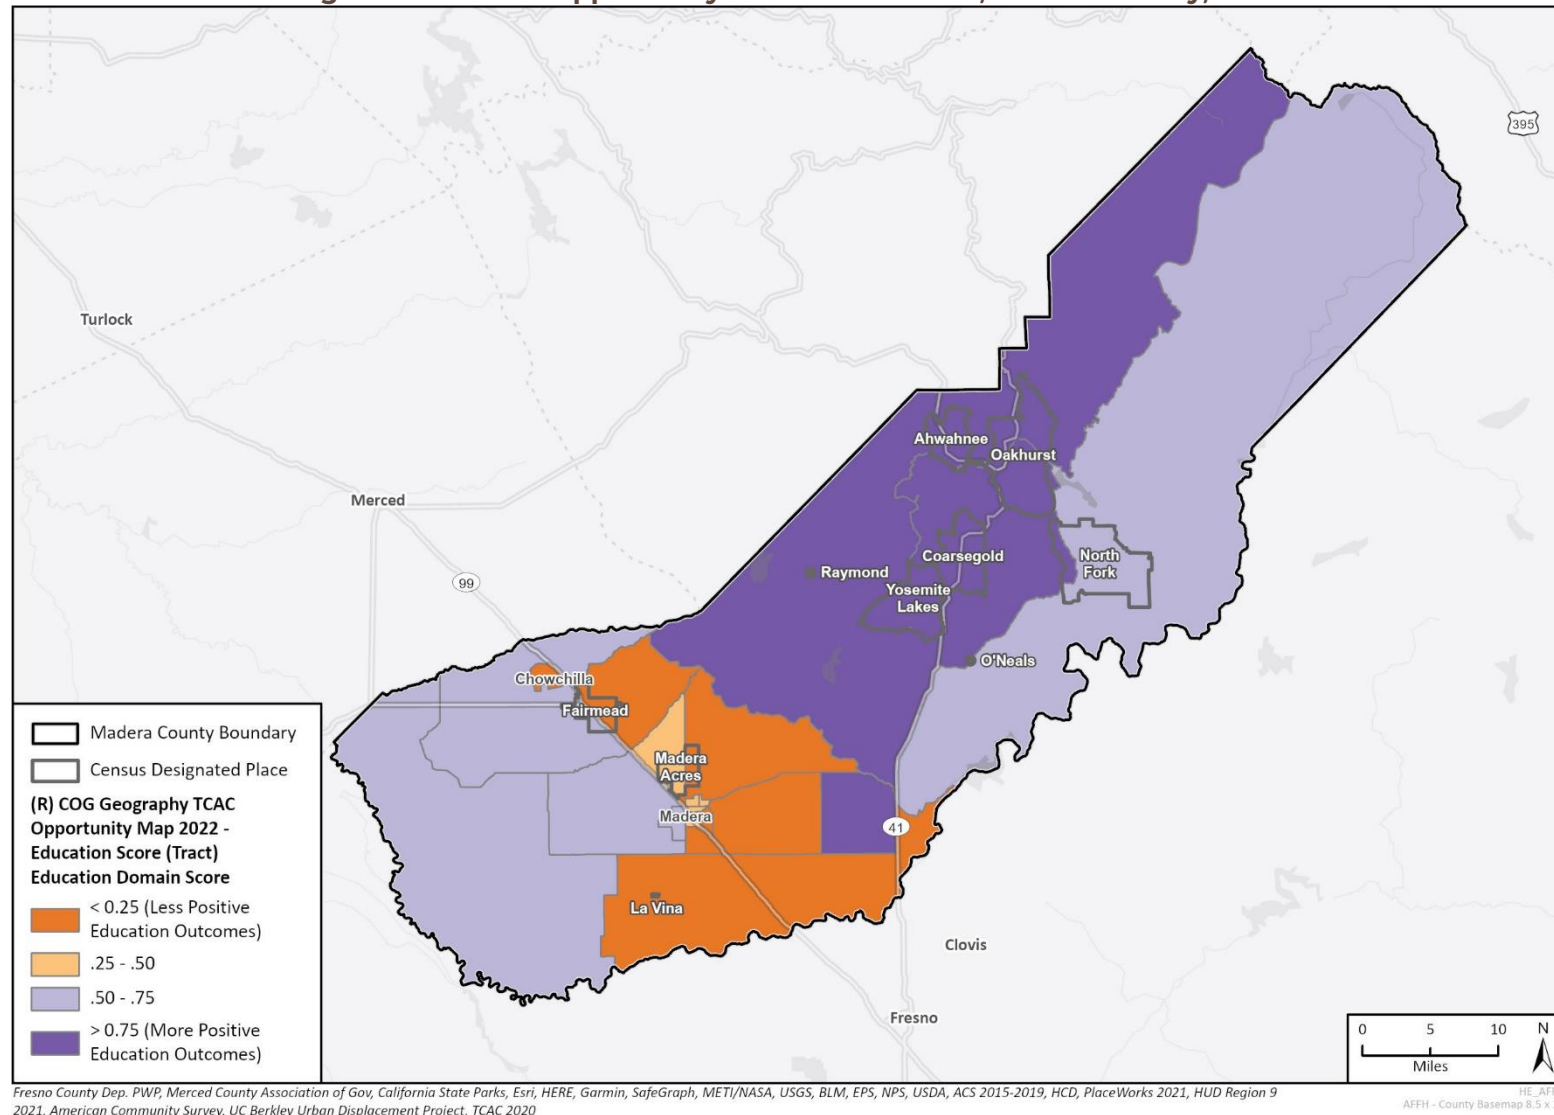 395
Turlock
Ahwahnee
Oakhurst
Merced
Coarsegold
North
Fork
Raymond
99
Yosemite
Lakes
O'Neals
Chowchilla
Fairmead
Madera
Acres
Madera
41
La Vina
Clovis
Fresno
Madera County Boundary
Census Designated Place
(R) COG Geography TCAC
Opportunity Map 2022 -
Education Score (Tract)
Education Domain Score
< 0.25 (Less Positive
Education Outcomes)
.25 - .50
.50 - .75
> 0.75 (More Positive
Education Outcomes)
0 5 10 N
Miles
Fresno County Dep. PWP, Merced County Association of Gov, California State Parks, Esri, HERE, Garmin, SafeGraph, METI/NASA, USGS, BLM, EPS, NPS, USDA, ACS 2015-2019, HCD, PlaceWorks 2021, HUD Region 9
2021, American Community Survey, UC Berkley Urban Displacement Project, TCAC 2020
AFFH - County Basemap 8.5 x